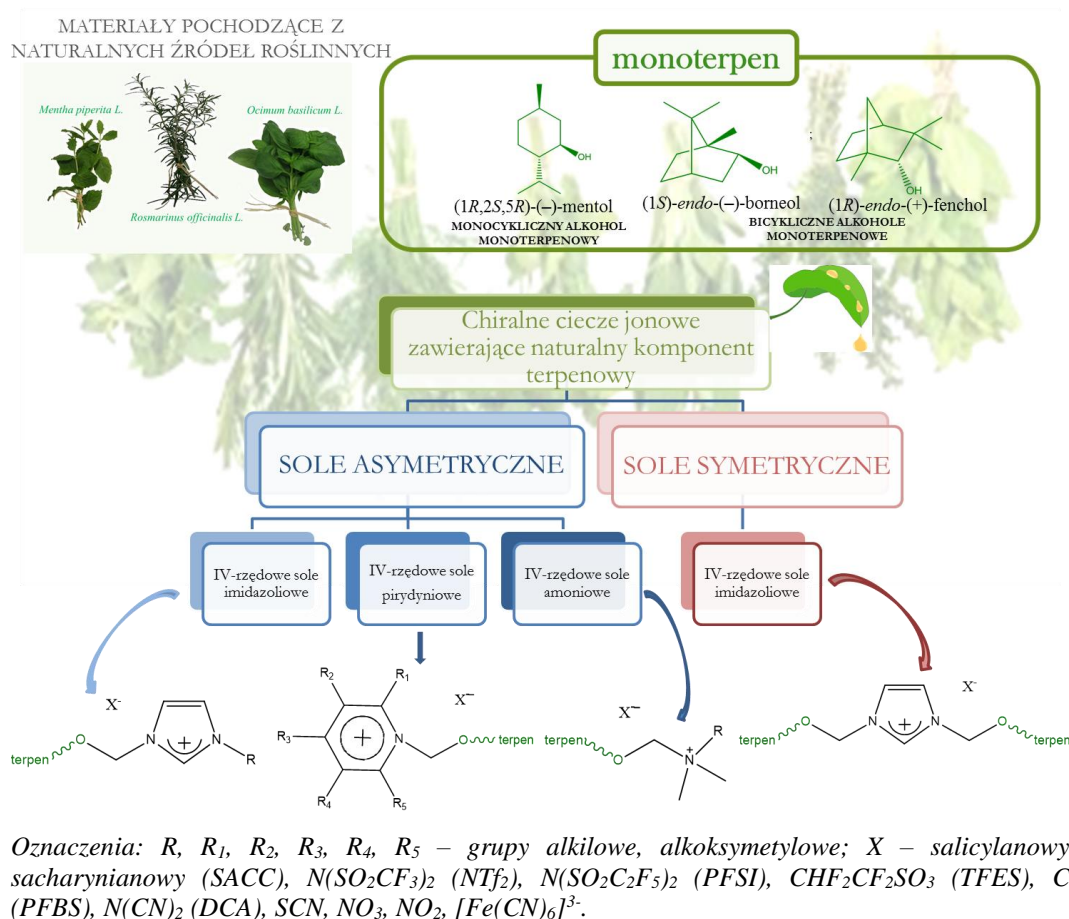 MATERIAŁY POCHODZĄCE Z
NATURALNYCH ŹRÓDEŁ ROŚLINNYCH
Mentha piperita L.
Ocimum basilicum L.
Rosmarinus officinalis L.
monoterpen
OH
OH
;
OH
(1R,2S,5R)-(–)-mentol
MONOCYKLICZNY ALKOHOL
MONOTERPENOWY
(1S)-endo-(–)-borneol
(1R)-endo-(+)-fenchol
BICYKLICZNE ALKOHOLE
MONOTERPENOWE
Chiralne ciecze jonowe
zawierające naturalny komponent
terpenowy
SOLE ASYMETRYCZNE
SOLE SYMETRYCZNE
IV-rzędowe sole
imidazoliowe
IV-rzędowe sole
pirydyniowe
IV-rzędowe sole
amoniowe
IV-rzędowe sole
imidazoliowe
X-
terpen O N + N R
R2 R1 X–
R3 + N O terpen
R4 R5
X–
terpen O N+ R
X-
terpen O N + N O terpen
Oznaczenia: R, R1, R2, R3, R4, R5 – grupy alkilowe, alkoksymetylowe; X – salicylanowy
sacharynianowy (SACC), N(SO2CF3)2 (NTf2), N(SO2C2F5)2 (PFSI), CHF2CF2SO3 (TFES), C
(PFBS), N(CN)2 (DCA), SCN, NO3, NO2, [Fe(CN)6]3-.